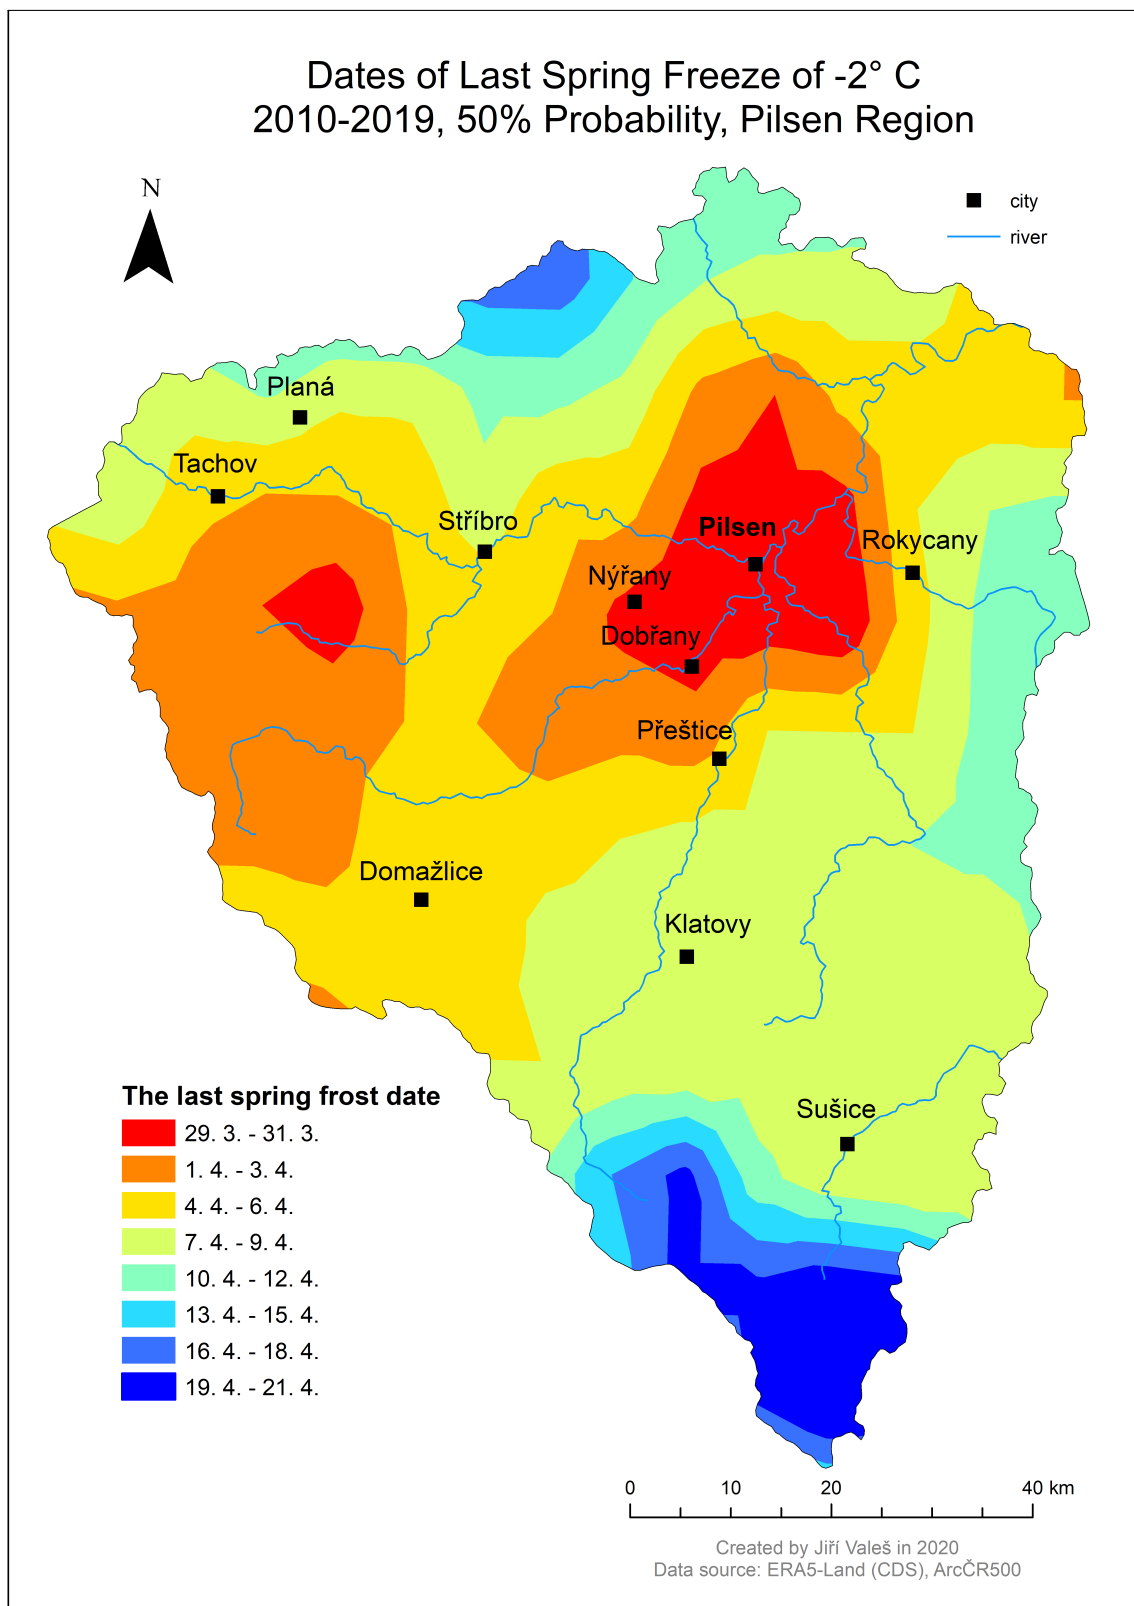 Dates of Last Spring Freeze of -2° C
2010-2019, 50% Probability, Pilsen Region
N
city
river
Planá
Tachov
Stříbro
Pilsen
Rokycany
Nýřany
Dobřany
Přeštice
Domažlice
Klatovy
Sušice
The last spring frost date
29. 3. - 31. 3.
1. 4. - 3. 4.
4. 4. - 6. 4.
7. 4. - 9. 4.
10. 4. - 12. 4.
13. 4. - 15. 4.
16. 4. - 18. 4.
19. 4. - 21. 4.
0 10 20 40 km
Created by Jiří Valeš in 2020
Data source: ERA5-Land (CDS), ArcČR500